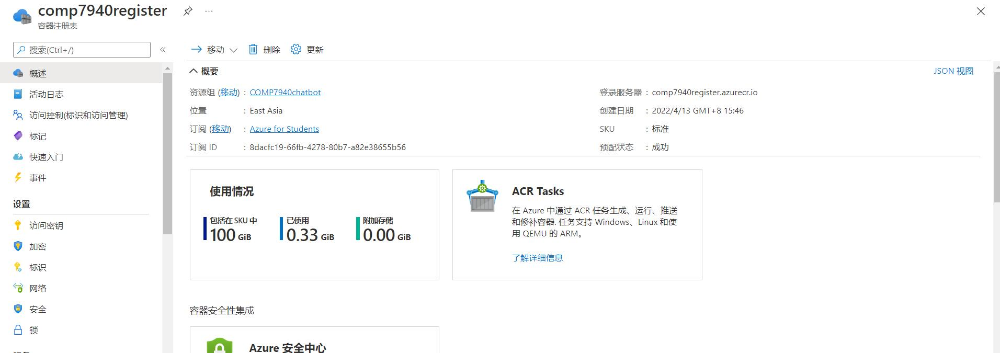 comp7940register
容器注册表
搜索(Ctrl+/)
概述
活动日志
访问控制(标识和访问管理)
标记
快速入门
事件
设置
访问密钥
加密
标识
网络
安全
锁
移动 删除 更新
概要
JSON 视图
资源组 (移动) : COMP7940chatbot
位置 : East Asia
订阅 (移动) : Azure for Students
订阅 ID : 8dacfc19-66fb-4278-80b7-a82e38655b56
登录服务器 : comp7940register.azurecr.io
创建日期 : 2022/4/13 GMT+8 15:46
SKU : 标准
预配状态 : 成功
使用情况
包括在 SKU 中
100 GiB
已使用
0.33 GiB
附加存储
0.00 GiB
ACR Tasks
在 Azure 中通过 ACR 任务生成、运行、推送
和修补容器. 任务支持 Windows、Linux 和使
用 QEMU 的 ARM。
了解详细信息
容器安全性集成
Azure 安全中心